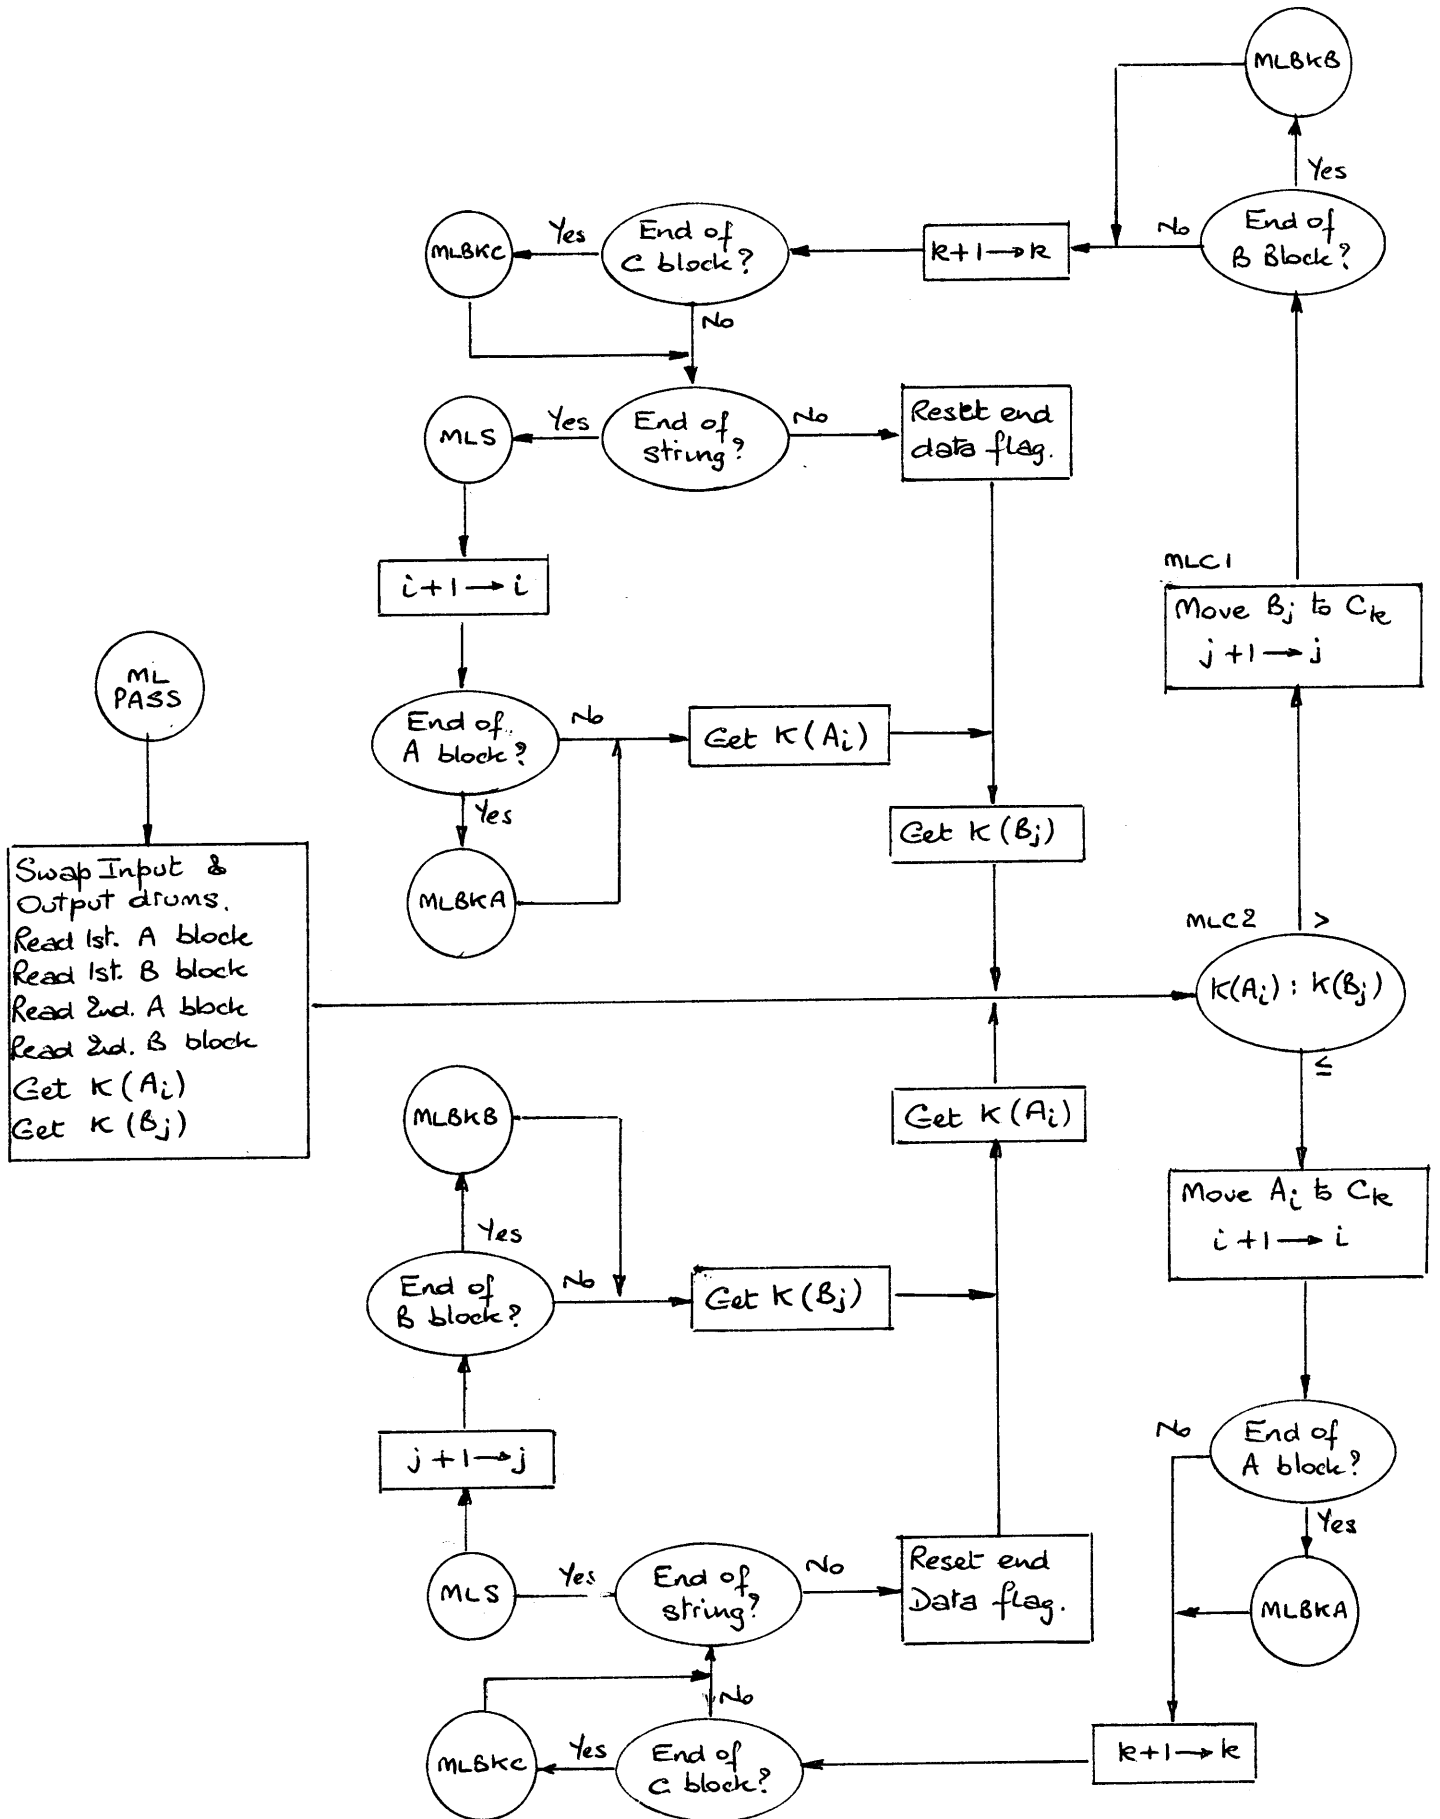 MLBKB
Yes
End of
B Block?
No
k+1→k
End of
C block?
Yes
MLBKC
No
End of
string?
Yes
MLS
No
Reset end
data flag.
i+1→i
MLC1
Move Bj to Ck
j+1→j
ML
PASS
End of
A block?
No
Get K(Ai)
Yes
MLBKA
Get K(Bj)
Swap Input &
Output drums.
Read 1st. A block
Read 1st. B block
Read 2nd. A block
Read 2nd. B block
Get K(Ai)
Get K(Bj)
MLC2
>
K(Ai) : K(Bj)
≤
MLBKB
Get K(Ai)
Yes
End of
B block?
No
Get K(Bj)
Move Ai to Ck
i+1→i
j+1→j
No
End of
A block?
Yes
MLBKA
MLS
Yes
End of
string?
No
Reset end
Data flag.
No
MLBKC
Yes
End of
C block?
k+1→k